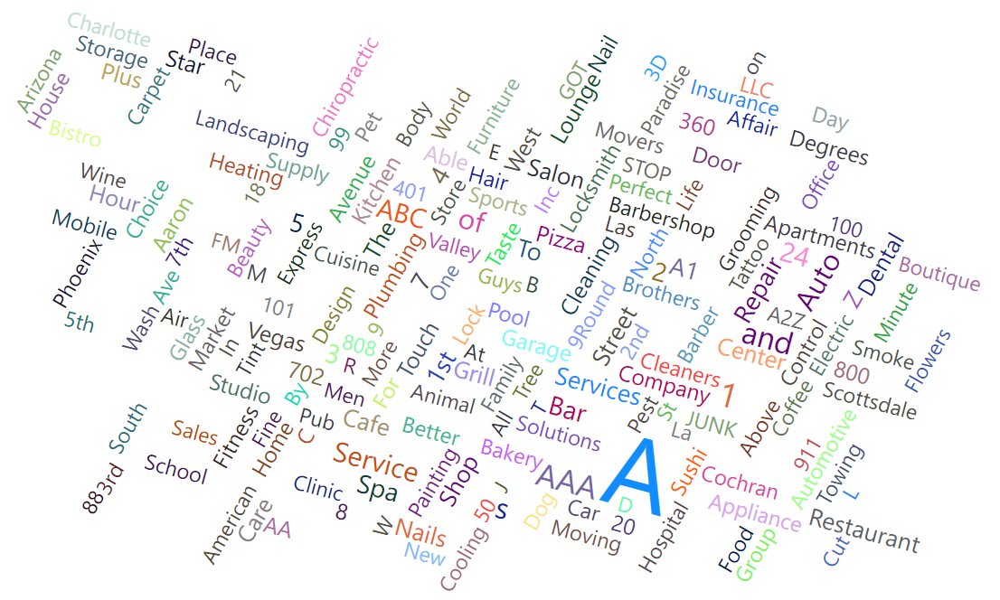 Charlotte
Storage
Place
Star
Plus
21
Arizona
House
Carpet
Bistro
Landscaping
Chiropractic
99
Pet
Body
World
Furniture
GOT
Lounge
Nail
3D
Paradise
on
LLC
Insurance
360
Affair
Day
Degrees
Movers
Door
Wine
Hour
Heating
Supply
18
Able
E
West
Salon
STOP
Locksmith
Perfect
Life
Office
Mobile
Choice
Aaron
Avenue
Kitchen
401
4
Hair
Store
Sports
Inc
Barbershop
Las
Grooming
Apartments
100
5
ABC
of
Phoenix
7th
FM
Beauty
M
Express
Cuisine
The
Plumbing
Valley
Taste
To
Pizza
Cleaning
North
2
A1
Tattoo
24
Repair
Auto
Dental
Boutique
Ave
5th
Wash
Air
Glass
Market
101
Design
7
One
Guys
B
Brothers
9Round
Street
2nd
Barber
A2Z
Z
Minute
In
Vegas
Tint
3
808
9
More
Touch
Lock
Pool
Garage
and
Center
Control
Electric
Smoke
Flowers
702
R
1st
At
Grill
Family
Tree
Cleaners
Company
Services
1
800
Scottsdale
Coffee
Studio
By
Men
For
Animal
All
T
Bar
Pest
St
JUNK
La
Above
South
Sales
Fitness
Fine
Home
Pub
C
Cafe
Better
Solutions
911
Automotive
3rd
School
Service
Painting
Shop
Bakery
AAA
A
Sushi
Cochran
Towing
L
88
Clinic
8
Spa
J
S
50
Dog
Car
D
20
Appliance
Restaurant
American
Care
AA
W
Nails
New
Cooling
Moving
Hospital
Food
Group
Cut